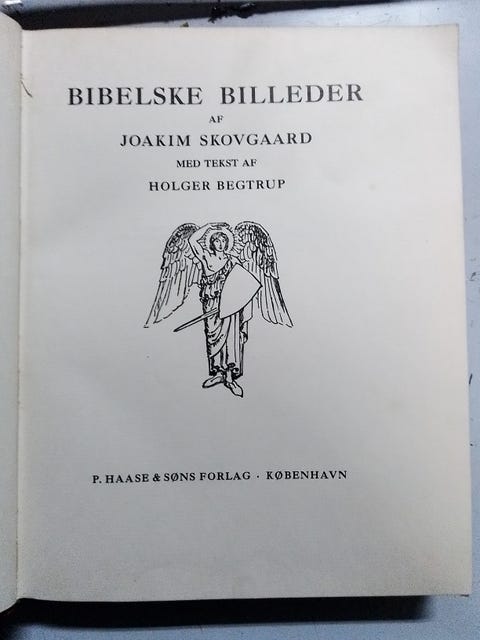 BIBELSKE BILLEDER
AF
JOAKIM SKOVGAARD
MED TEKST AF
HOLGER BEGTRUP
P. HAASE & SØNS FORLAG · KØBENHAVN